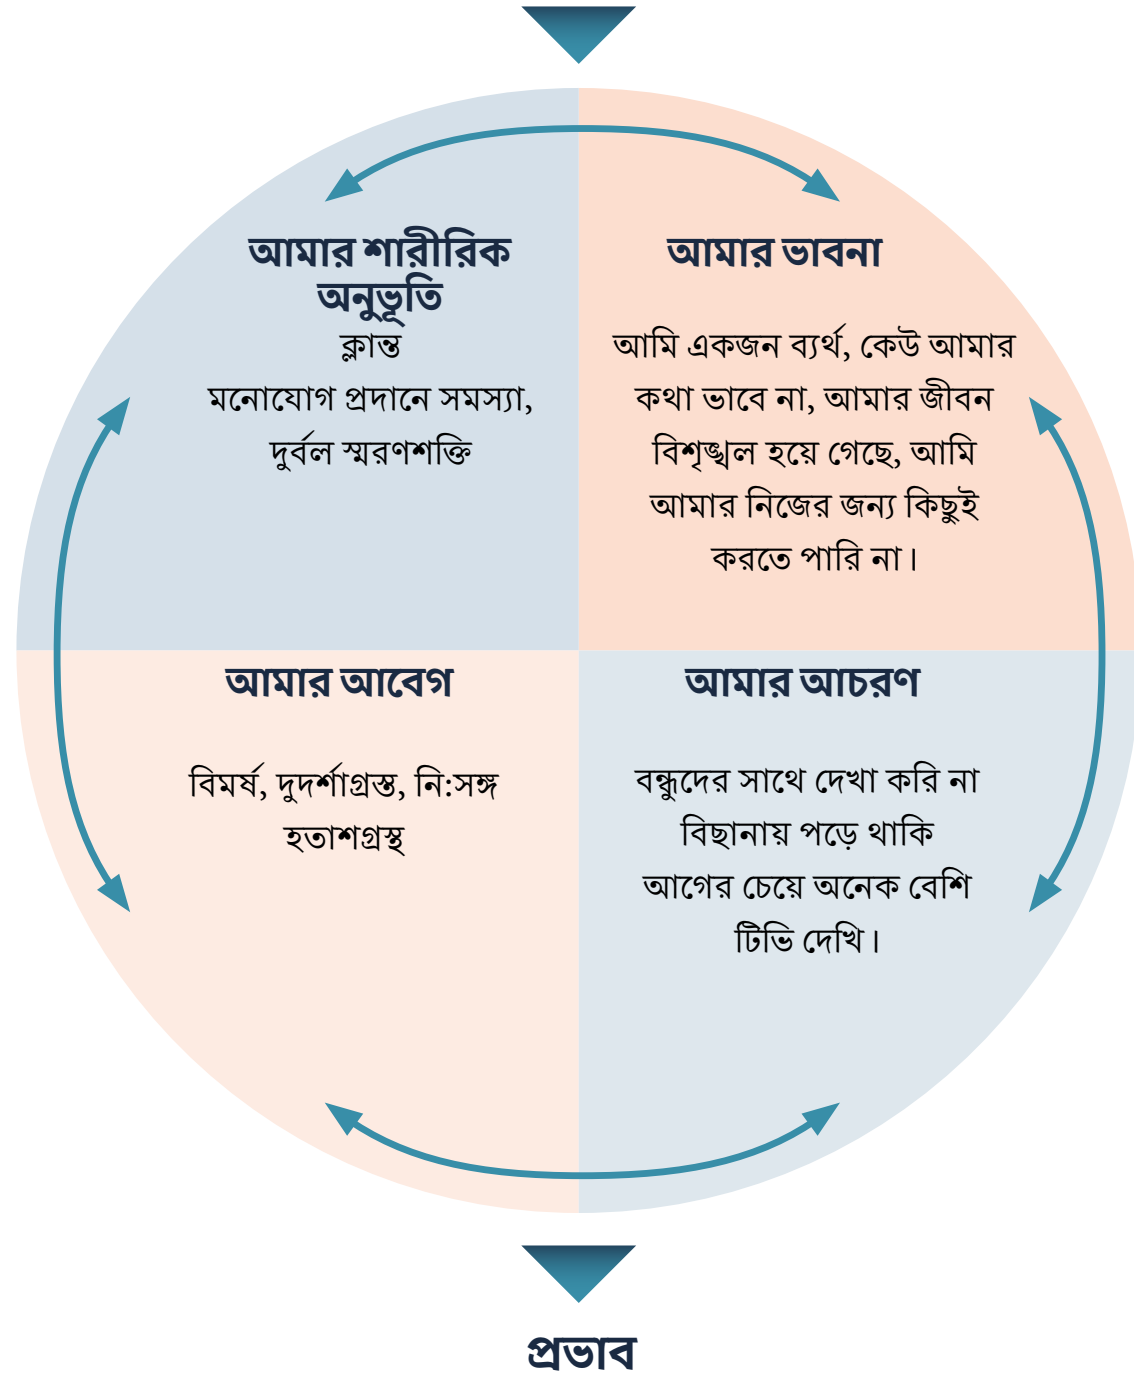 আমার শারীরিক
অনুভূতি
ক্লান্ত
মনোযোগ প্রদানে সমস্যা,
দুর্বল স্মরণশক্তি
আমার ভাবনা
আমি একজন ব্যর্থ, কেউ আমার
কথা ভাবে না, আমার জীবন
বিশৃঙ্খল হয়ে গেছে, আমি
আমার নিজের জন্য কিছুই
করতে পারি না।
আমার আবেগ
বিমর্ষ, দুদর্শাগ্রস্ত, নি:সঙ্গ
হতাশগ্রস্থ
আমার আচরণ
বন্ধুদের সাথে দেখা করি না
বিছানায় পড়ে থাকি
আগের চেয়ে অনেক বেশি
টিভি দেখি।
প্রভাব